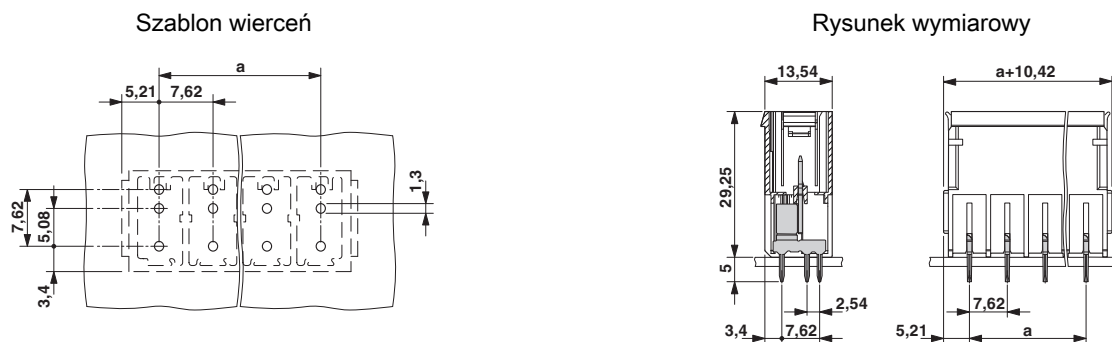 Szablon wierceń
Rysunek wymiarowy
a
5,21
7,62
7,62
5,08
3,4
1,3
13,54
29,25
5
2,54
3,4
7,62
a+10,42
7,62
5,21
a